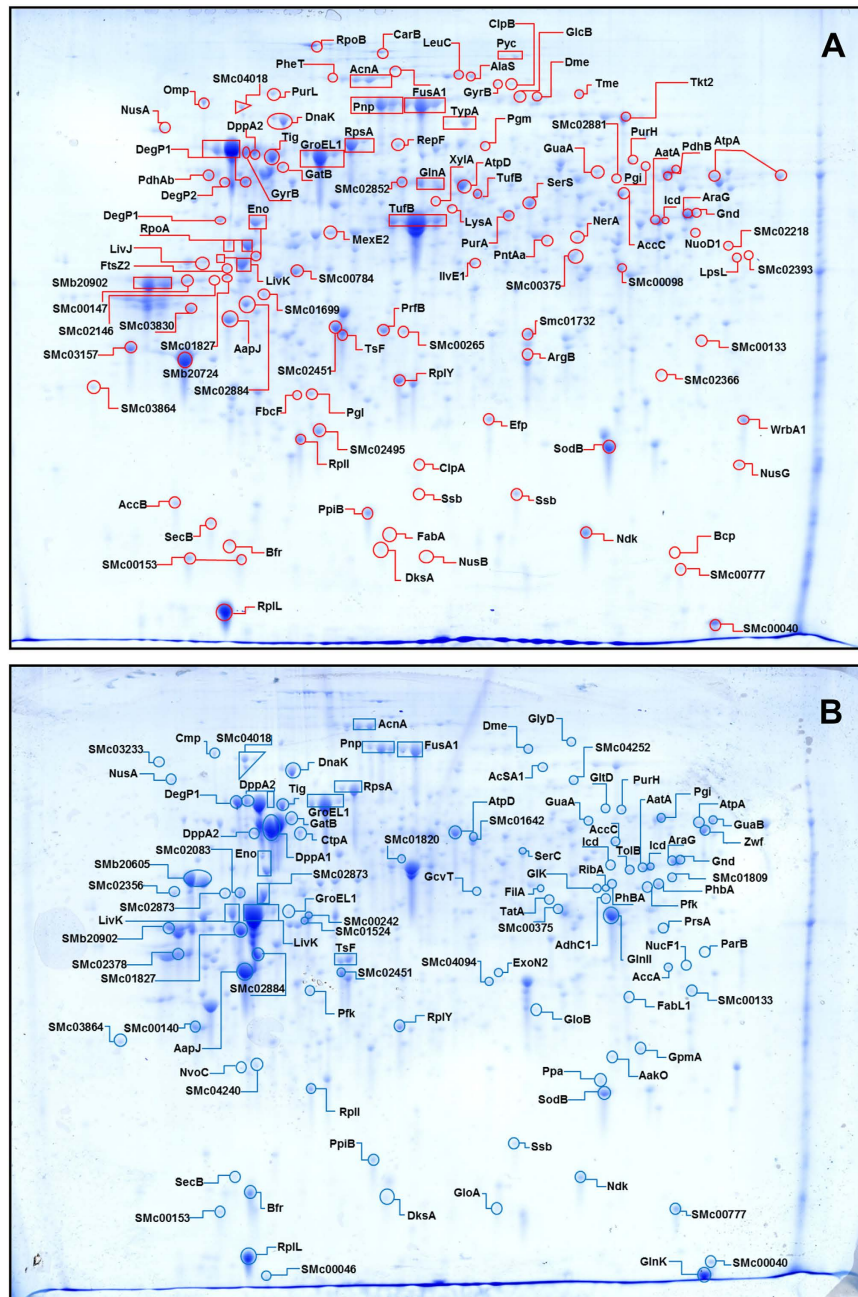 A
RpoB
CarB
ClpB
LeuC
Pyc
GlcB
PheT
AcnA
AlaS
Dme
Omp
SMc04018
PurL
GyrB
Tme
Tkt2
NusA
DnaK
Pnp
FusA1
TypA
SMc02881
DppA2
Tig
RpsA
RepF
Pgm
PurH
DegP1
GroEL1
GuaA
AatA
PdhB
AtpA
XylA
AtpD
PdhAb
GatB
SMc02852
GlnA
TufB
Pgi
DegP2
GyrB
SerS
Icd
AraG
Gnd
DegP1
Eno
TufB
LysA
NerA
AccC
NuoD1
SMc02218
RpoA
MexE2
PurA
PntAa
LivJ
FtsZ2
SMc00784
IlvE1
SMc00375
SMc00098
LpsL
SMc02393
SMb20902
LivK
SMc00147
SMc01699
PrfB
Smc01732
SMc02146
SMc03830
SMc00265
SMc00133
SMc03157
SMc01827
AapJ
TsF
ArgB
SMc02451
SMb20724
SMc02366
SMc02884
RplY
SMc03864
FbcF
Pgl
Efp
WrbA1
SMc02495
SodB
RplI
ClpA
NusG
AccB
Ssb
Ssb
PpiB
SecB
FabA
Ndk
Bcp
Bfr
SMc00153
NusB
SMc00777
DksA
RplL
SMc00040
B
AcnA
GlyD
SMc04018
Dme
Cmp
Pnp
FusA1
SMc03233
SMc04252
NusA
DnaK
AcSA1
DppA2
RpsA
GltD
PurH
DegP1
Tig
Pgi
GroEL1
AtpD
GuaA
AatA
AtpA
GatB
GuaB
DppA2
CtpA
SMc01642
AccC
Zwf
SMc02083
DppA1
SMc01820
TolB
Icd
AraG
Eno
SerC
Icd
Gnd
SMb20605
GlK
RibA
SMc01809
SMc02356
SMc02873
GcvT
FilA
PhbA
SMc02873
GroEL1
PhBA
Pfk
TatA
SMc00242
SMc00375
PrsA
LivK
SMc01524
SMb20902
LivK
AdhC1
NucF1
ParB
GlnII
SMc02378
TsF
SMc04094
ExoN2
SMc01827
SMc02451
AccA
SMc02884
Pfk
FabL1
SMc00133
SMc03864
SMc00140
RplY
GloB
AapJ
GpmA
NvoC
AakO
Ppa
SMc04240
SodB
RplI
PpiB
Ssb
SecB
Ndk
Bfr
GloA
SMc00153
DksA
SMc00777
RplL
GlnK
SMc00040
SMc00046